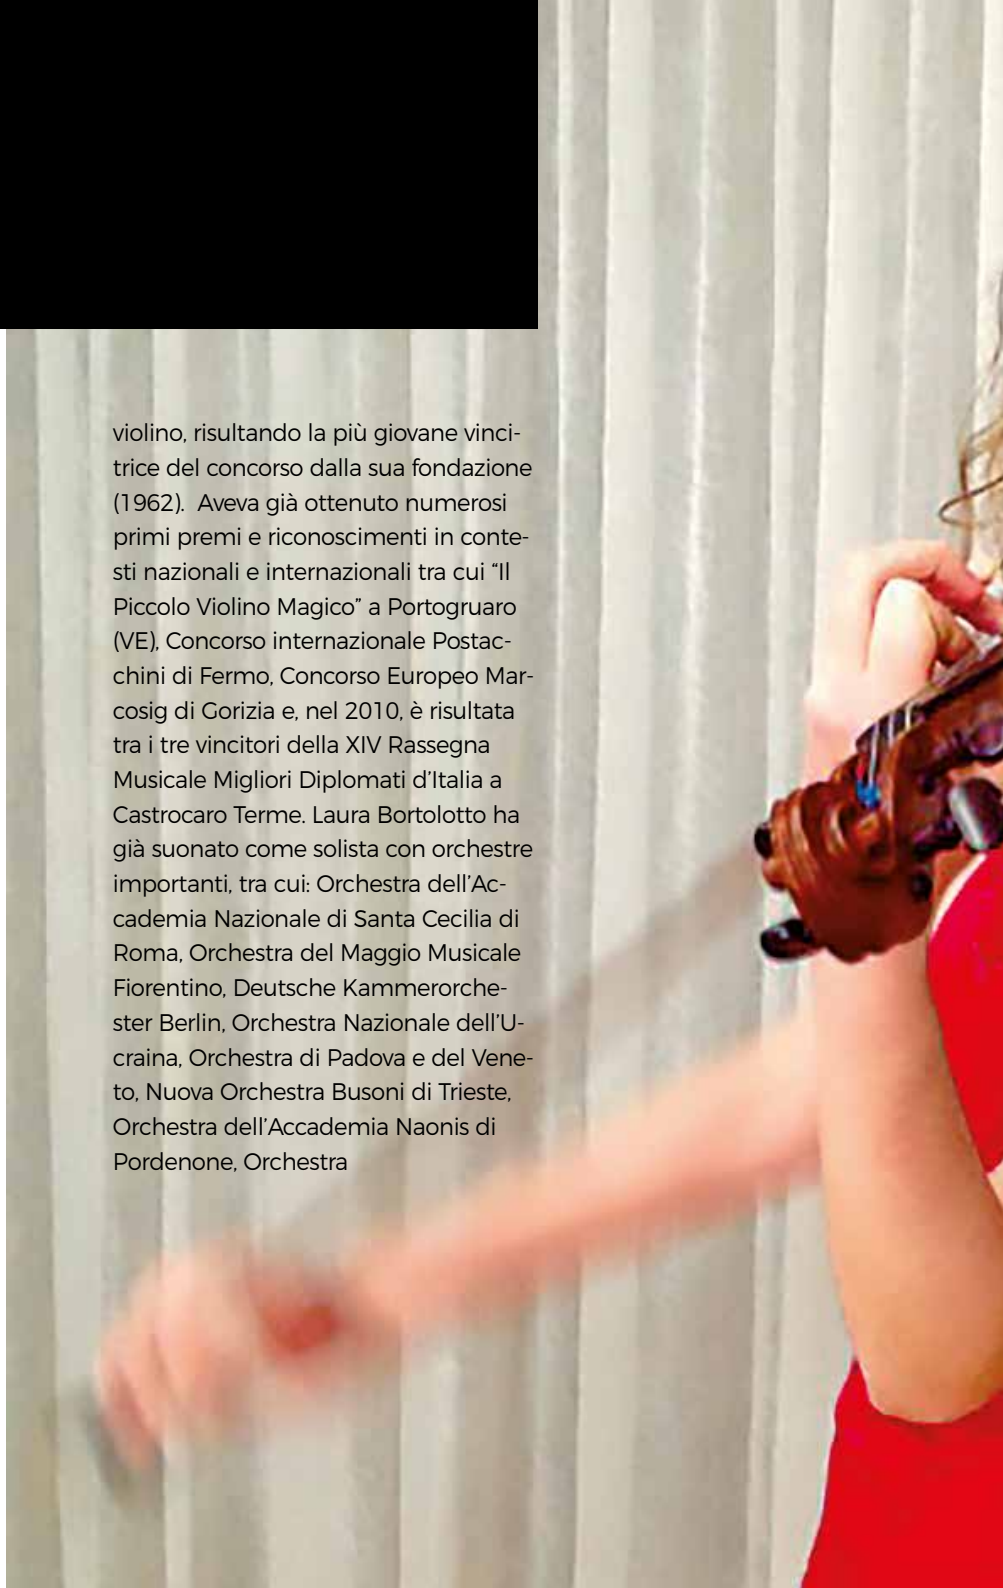 violino, risultando la più giovane vinci-
trice del concorso dalla sua fondazione
(1962).  Aveva già ottenuto numerosi
primi premi e riconoscimenti in conte-
sti nazionali e internazionali tra cui “Il
Piccolo Violino Magico” a Portogruaro
(VE), Concorso internazionale Postac-
chini di Fermo, Concorso Europeo Mar-
cosig di Gorizia e, nel 2010, è risultata
tra i tre vincitori della XIV Rassegna
Musicale Migliori Diplomati d’Italia a
Castrocaro Terme. Laura Bortolotto ha
già suonato come solista con orchestre
importanti, tra cui: Orchestra dell’Ac-
cademia Nazionale di Santa Cecilia di
Roma, Orchestra del Maggio Musicale
Fiorentino, Deutsche Kammerorche-
ster Berlin, Orchestra Nazionale dell’U-
craina, Orchestra di Padova e del Vene-
to, Nuova Orchestra Busoni di Trieste,
Orchestra dell’Accademia Naonis di
Pordenone, Orchestra